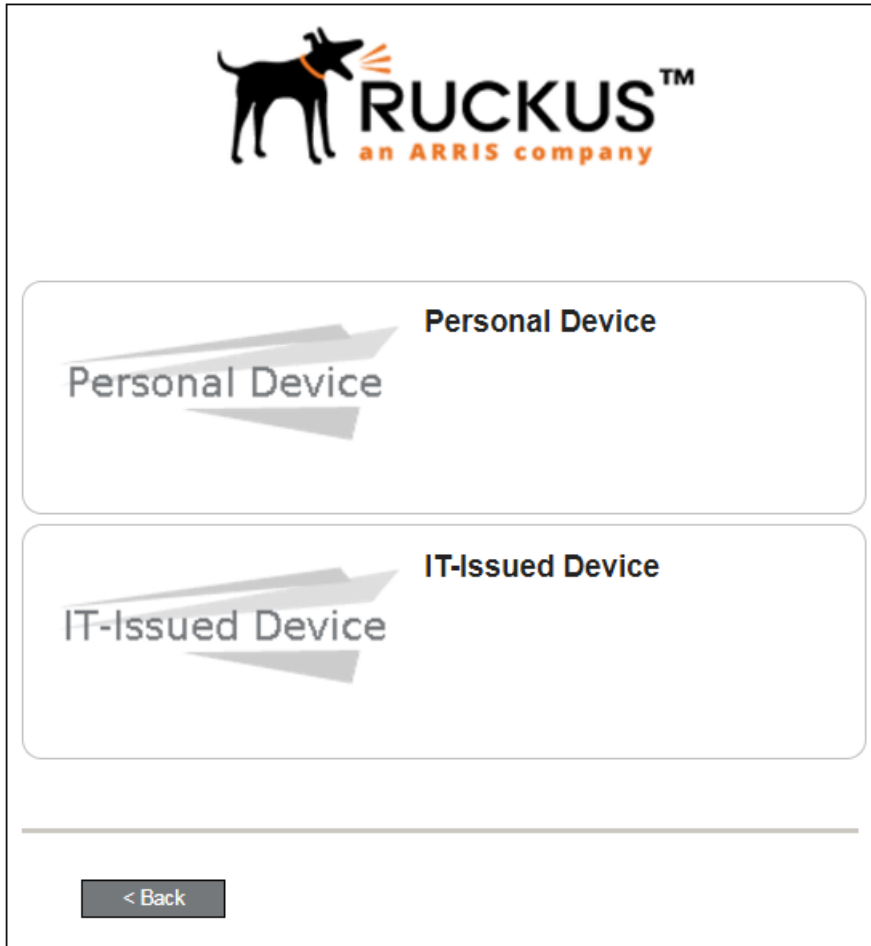 RUCKUS™
an ARRIS company
Personal Device
Personal Device
IT-Issued Device
IT-Issued Device
< Back